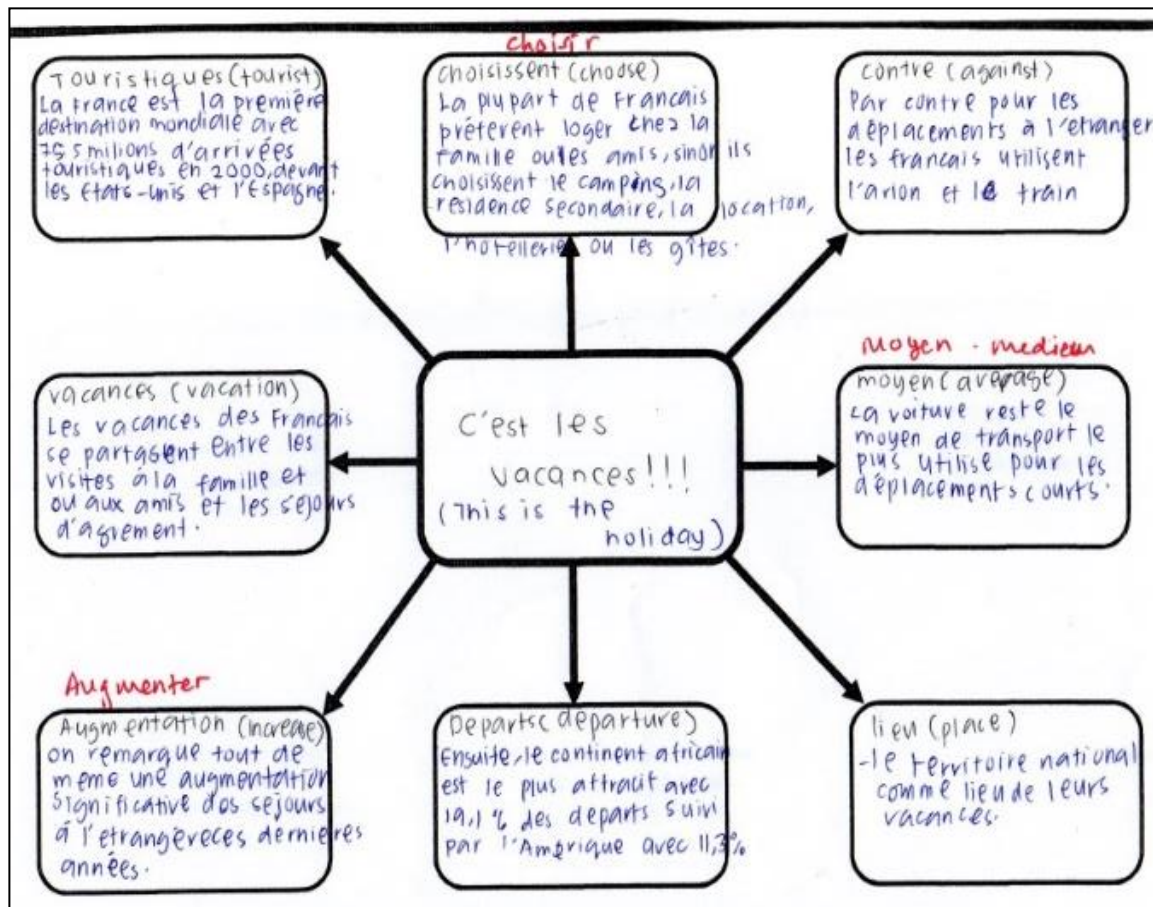 choisir
Touristiques (tourist)
La France est la première
destination mondiale avec
75 5 milions d'arrivées
touristiques en 2000, devant
les Etats-Unis et l'Espagne.
choisissent (choose)
La plupart de Francais
préfèrent loger chez la
famille ou les amis, sinon ils
choisissent le camping, la
residence secondaire, la location,
l'hotellerie, ou les gîtes.
contre (against)
Par contre pour les
déplacements à l'etranger
les francais utilisent
l'avion et le train
vacances (vacation)
Les vacances des Francais
se partagent entre les
visites à la famille et
ou aux amis et les séjours
d'agrement.
C'est les
vacances!!!
(This is the
holiday)
Moyen - medieun
moyen (average)
La voiture reste le
moyen de transport le
plus utilisé pour les
déplacements courts.
Augmenter
Augmentation (increase)
on remarque tout de
même une augmentation
significative des sejours
à l'etrangèreces dernières
années.
Departs (departure)
Ensuite, le continent africain
est le plus attractif avec
19,1 % des departs suivi
par l'Amérique avec 11,3%
lieu (place)
-le territoire national
comme lieu de leurs
vacances.